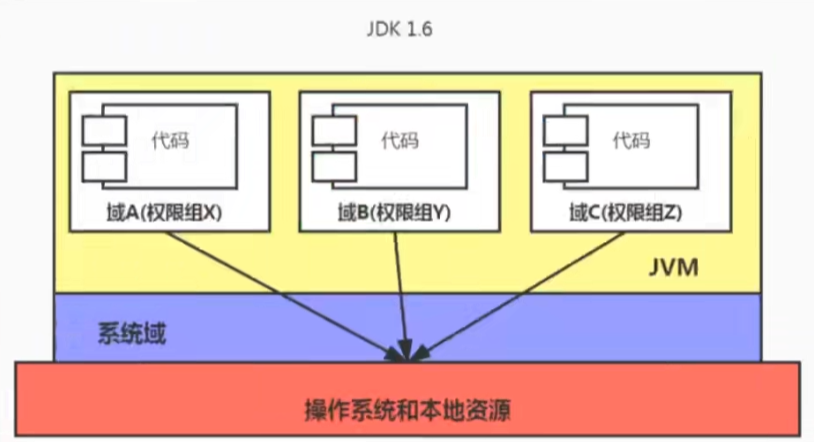 JDK 1.6
代码
代码
代码
域A(权限组X)
域B(权限组Y)
域C(权限组Z)
JVM
系统域
操作系统和本地资源